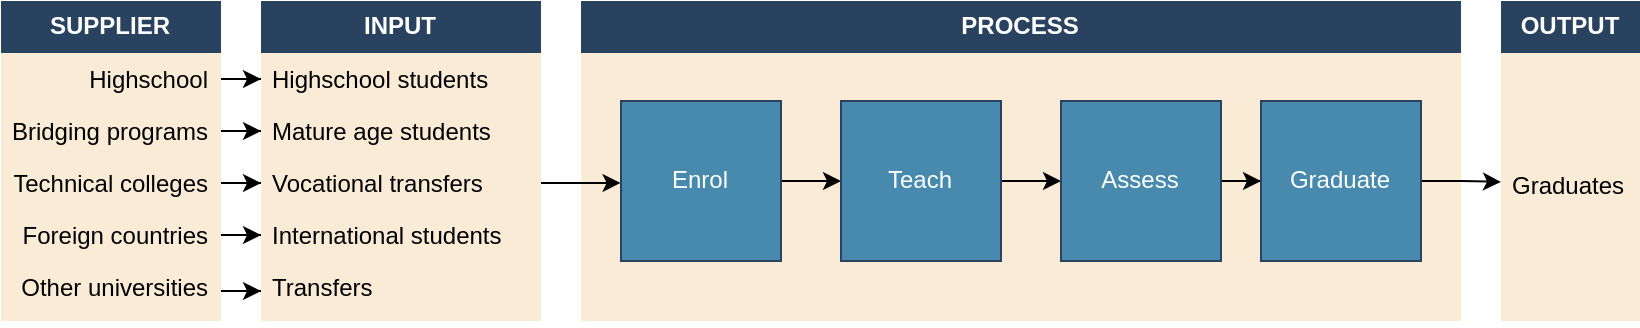 SUPPLIER
INPUT
PROCESS
OUTPUT
Highschool
Highschool students
Bridging programs
Mature age students
Technical colleges
Vocational transfers
Foreign countries
International students
Other universities
Transfers
Enrol
Teach
Assess
Graduate
Graduates